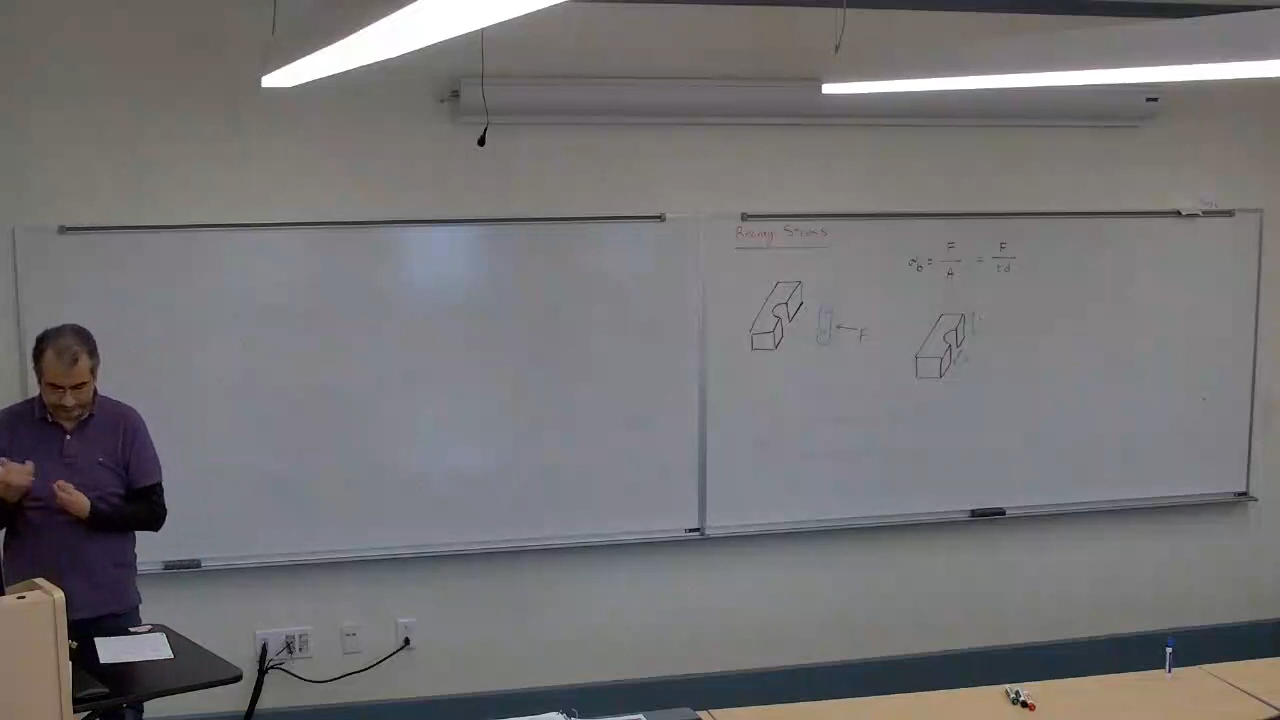 Bearing Stress
σb = F/A = F/td
F